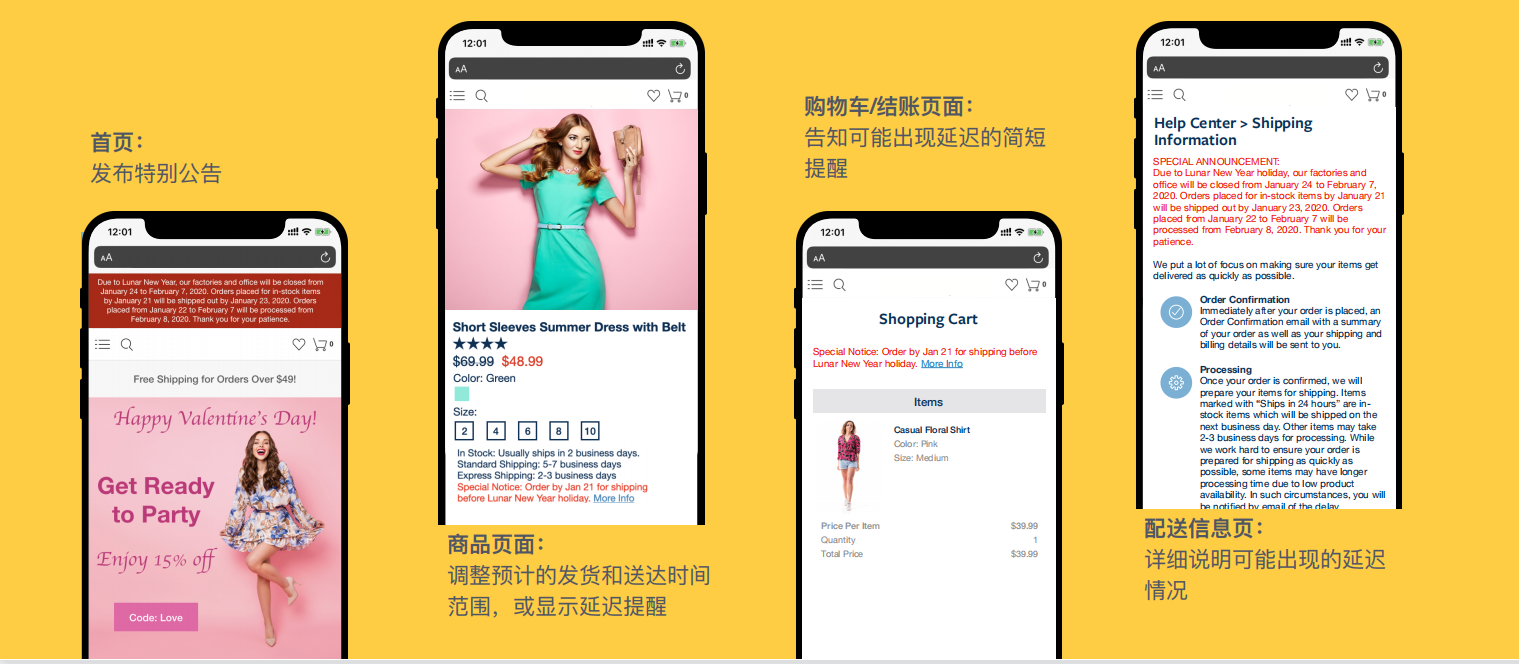 首页：
发布特别公告
12:01
AA
Due to Lunar New Year, our factories and office will be closed from
January 24 to February 7, 2020. Orders placed for in-stock items
by January 21 will be shipped out by January 23, 2020. Orders
placed from January 22 to February 7 will be processed from
February 8, 2020. Thank you for your patience.
0
Free Shipping for Orders Over $49!
Happy Valentine's Day!
Get Ready
to Party
Enjoy 15% off
Code: Love
12:01
AA
0
Short Sleeves Summer Dress with Belt
$69.99 $48.99
Color: Green
Size:
2 4 6 8 10
In Stock: Usually ships in 2 business days.
Standard Shipping: 5-7 business days
Express Shipping: 2-3 business days
Special Notice: Order by Jan 21 for shipping
before Lunar New Year holiday. More Info
商品页面：
调整预计的发货和送达时间
范围，或显示延迟提醒
购物车/结账页面：
告知可能出现延迟的简短
提醒
12:01
AA
0
Shopping Cart
Special Notice: Order by Jan 21 for shipping before
Lunar New Year holiday. More Info
Items
Casual Floral Shirt
Color: Pink
Size: Medium
Price Per Item $39.99
Quantity 1
Total Price $39.99
12:01
AA
0
Help Center > Shipping
Information
SPECIAL ANNOUNCEMENT:
Due to Lunar New Year holiday, our factories and
office will be closed from January 24 to February 7,
2020. Orders placed for in-stock items by January 21
will be shipped out by January 23, 2020. Orders
placed from January 22 to February 7 will be
processed from February 8, 2020. Thank you for your
patience.
We put a lot of focus on making sure your items get
delivered as quickly as possible.
Order Confirmation
Immediately after your order is placed, an
Order Confirmation email with a summary
of your order as well as your shipping and
billing details will be sent to you.
Processing
Once your order is confirmed, we will
prepare your items for shipping. Items
marked with “Ships in 24 hours” are in-
stock items which will be shipped on the
next business day. Other items may take
2-3 business days for processing. While
we work hard to ensure your order is
prepared for shipping as quickly as
possible, some items may have longer
processing time due to low product
availability. In such circumstances, you will
be notified by email of the delay.
配送信息页：
详细说明可能出现的延迟
情况